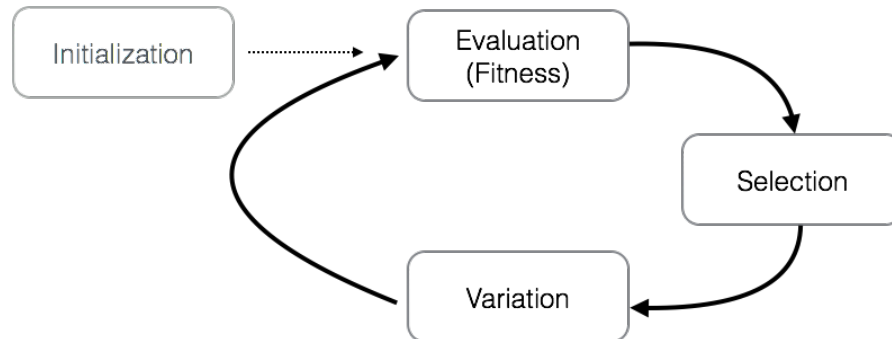 Initialization
Evaluation
(Fitness)
Selection
Variation